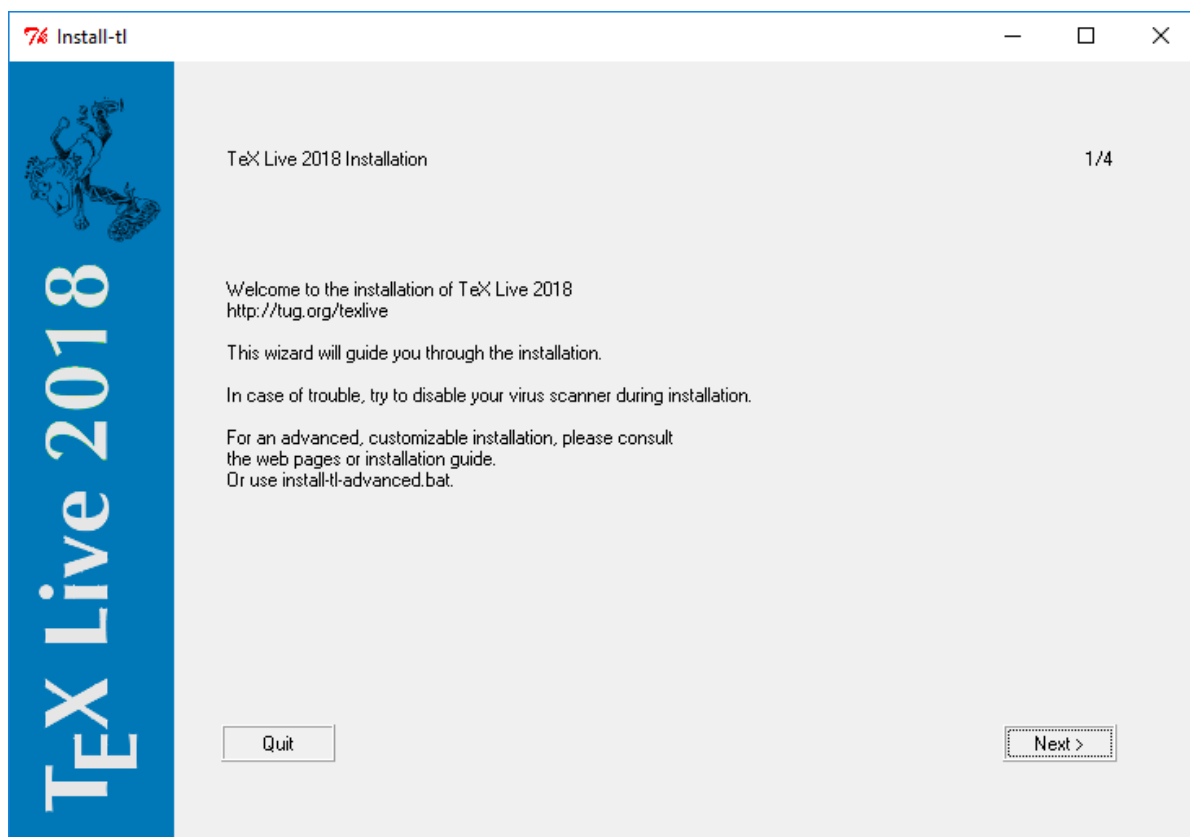 Install-tl
TeX Live 2018
TeX Live 2018 Installation
1/4
Welcome to the installation of TeX Live 2018
http://tug.org/texlive
This wizard will guide you through the installation.
In case of trouble, try to disable your virus scanner during installation.
For an advanced, customizable installation, please consult
the web pages or installation guide.
Or use install-tl-advanced.bat.
Quit
Next >